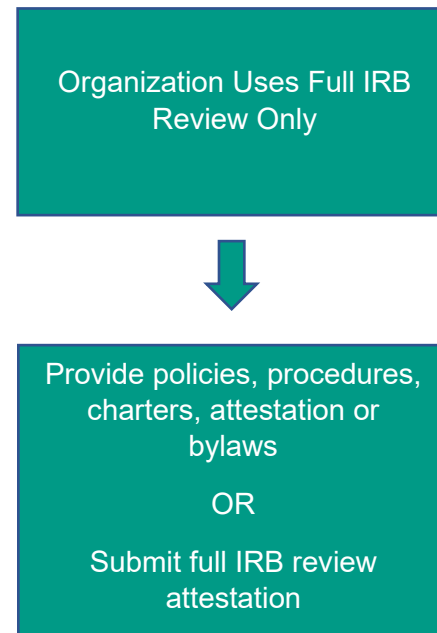 Organization Uses Full IRB
Review Only
Provide policies, procedures,
charters, attestation or
bylaws
OR
Submit full IRB review
attestation